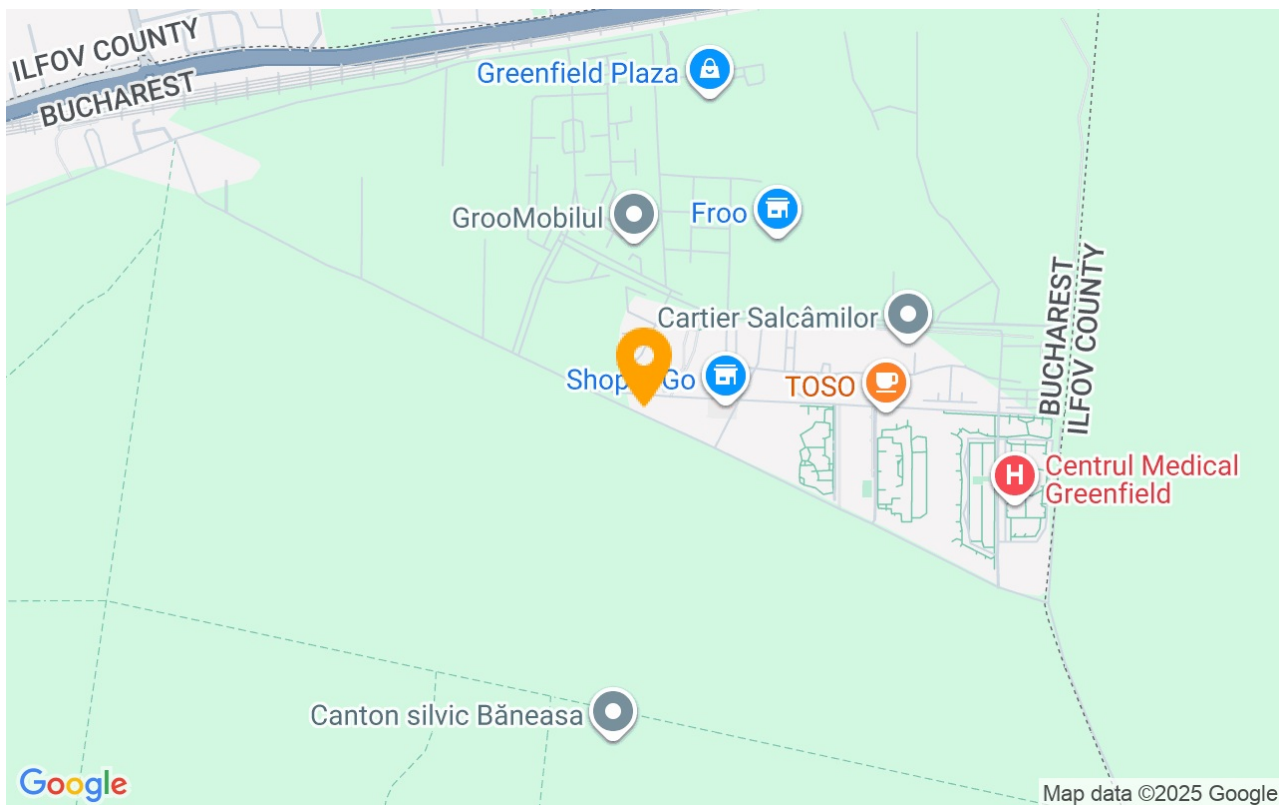 ILFOV COUNTY
BUCHAREST
Greenfield Plaza
GrooMobilul
Froo
BUCHAREST
ILFOV COUNTY
Cartier Salcâmilor
Shop
Go
TOSO
Centrul Medical
Greenfield
Canton silvic Băneasa
Google
Map data ©2025 Google